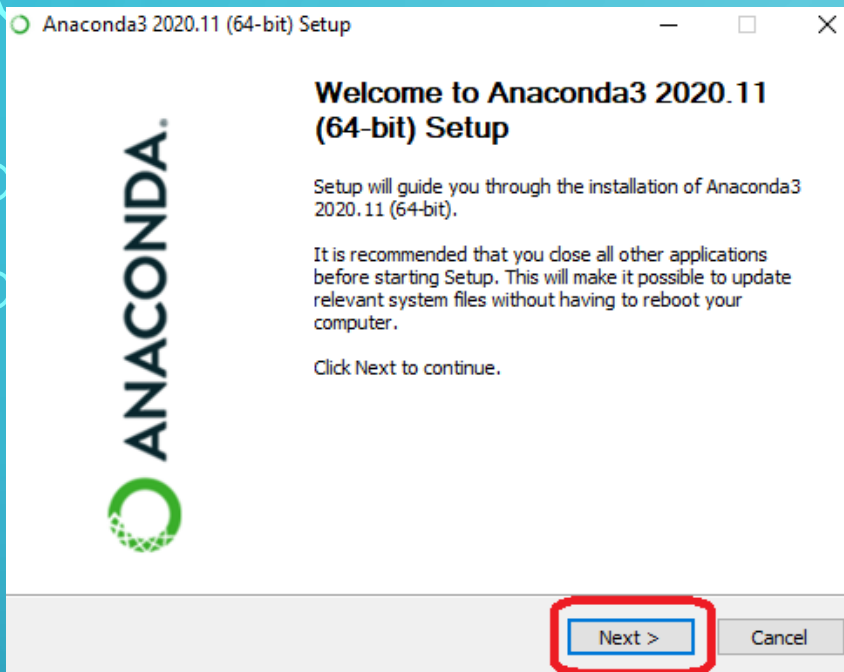 Anaconda3 2020.11 (64-bit) Setup
Welcome to Anaconda3 2020.11
(64-bit) Setup
Setup will guide you through the installation of Anaconda3
2020.11 (64-bit).
It is recommended that you close all other applications
before starting Setup. This will make it possible to update
relevant system files without having to reboot your
computer.
Click Next to continue.
ANACONDA.
Next >
Cancel